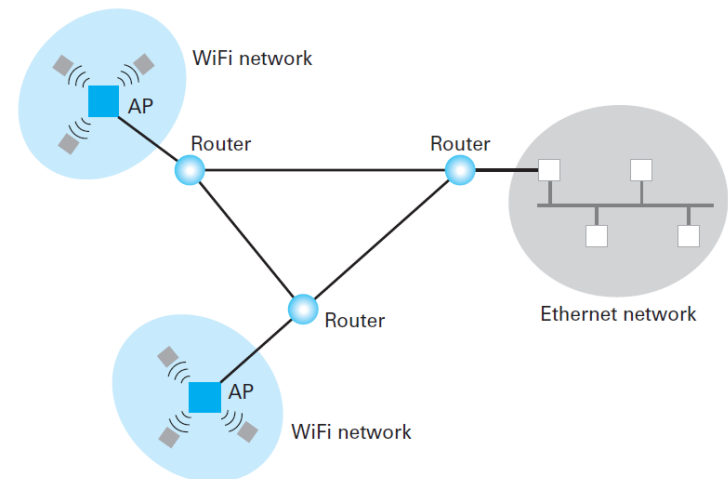 WiFi network
AP
Router
Router
Router
Ethernet network
AP
WiFi network